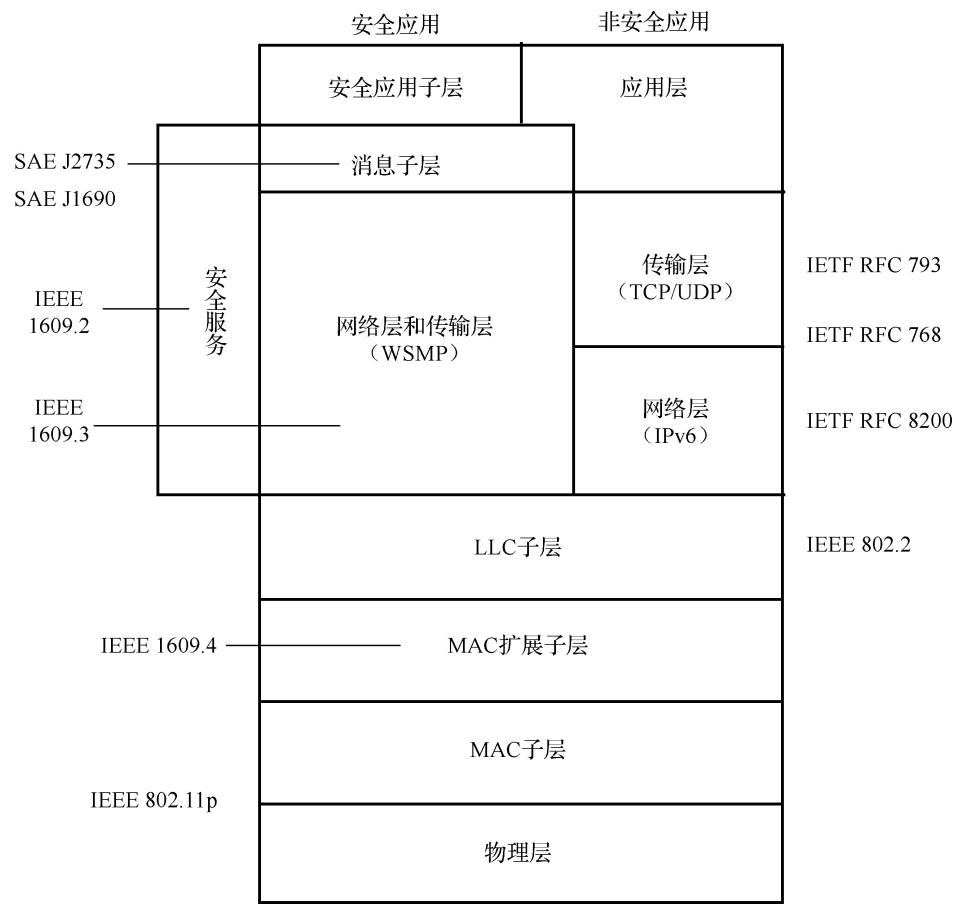 安全应用
非安全应用
安全应用子层
应用层
SAE J2735
消息子层
SAE J1690
安全服务
传输层
（TCP/UDP）
IETF RFC 793
IEEE
1609.2
网络层和传输层
（WSMP）
IETF RFC 768
IEEE
1609.3
网络层
（IPv6）
IETF RFC 8200
LLC子层
IEEE 802.2
IEEE 1609.4
MAC扩展子层
MAC子层
IEEE 802.11p
物理层